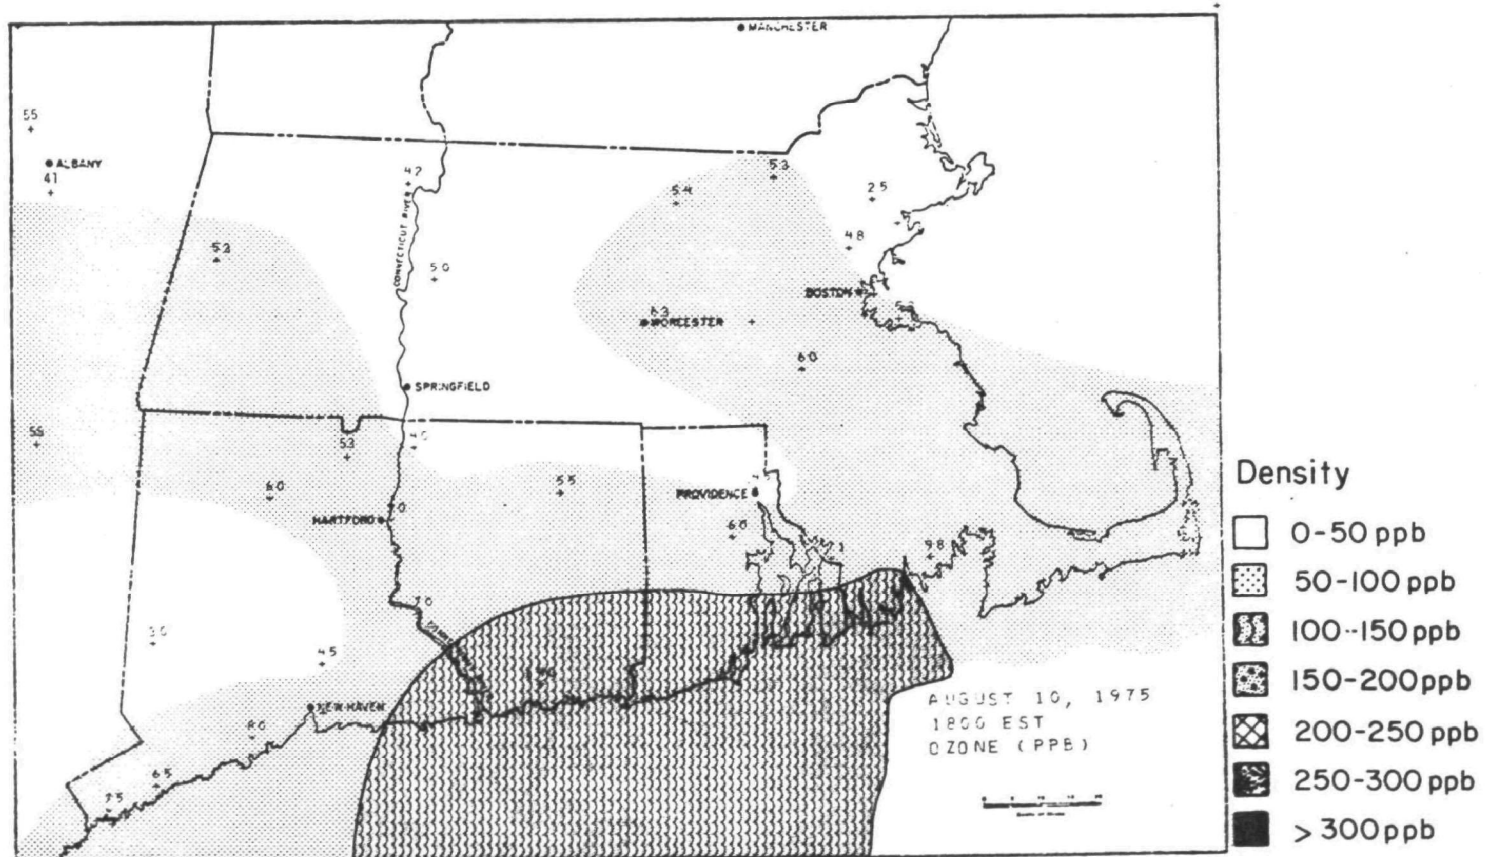 MANCHESTER
55
ALBANY
41
42
53
54
25
CONNECTICUT RIVER
48
53
50
BOSTON
63
WORCESTER
60
SPRINGFIELD
55
53
40
60
55
PROVIDENCE
HARTFORD
60
98
70
30
45
NEW HAVEN
80
65
75
AUGUST 10, 1975
1800 EST
OZONE (PPB)
Density
0-50 ppb
50-100 ppb
100-150 ppb
150-200 ppb
200-250 ppb
250-300 ppb
> 300 ppb